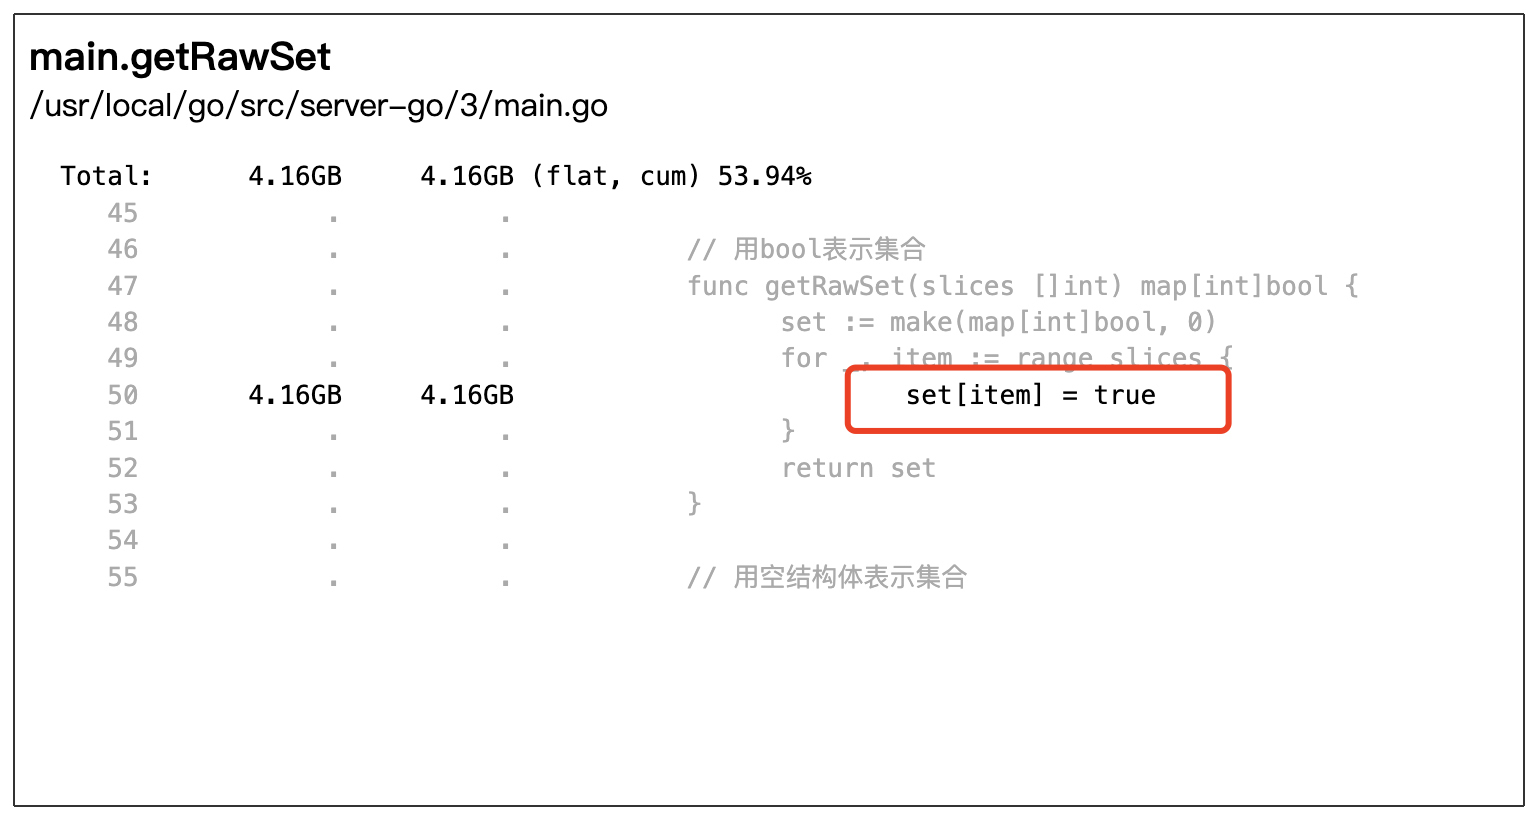 main.getRawSet
/usr/local/go/src/server-go/3/main.go
Total: 4.16GB 4.16GB (flat, cum) 53.94%
45 . .
46 . . // 用bool表示集合
47 . . func getRawSet(slices []int) map[int]bool {
48 . . set := make(map[int]bool, 0)
49 . . for _, item := range slices {
50 4.16GB 4.16GB set[item] = true
51 . . }
52 . . return set
53 . . }
54 . .
55 . . // 用空结构体表示集合